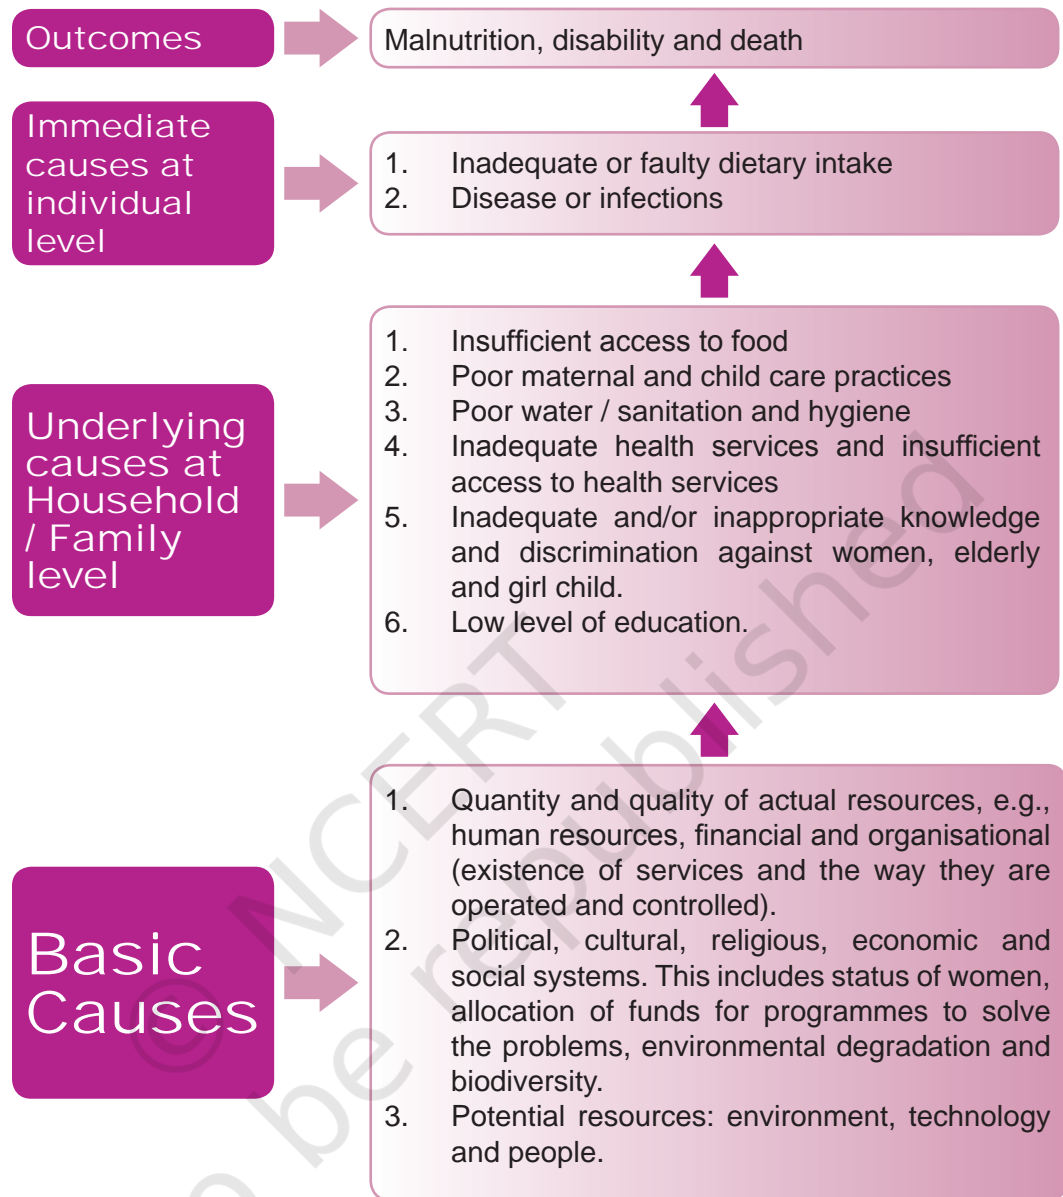 Outcomes
Malnutrition, disability and death
Immediate
causes at
individual
level
1. Inadequate or faulty dietary intake
2. Disease or infections
Underlying
causes at
Household
/ Family
level
1. Insufficient access to food
2. Poor maternal and child care practices
3. Poor water / sanitation and hygiene
4. Inadequate health services and insufficient
access to health services
5. Inadequate and/or inappropriate knowledge
and discrimination against women, elderly
and girl child.
6. Low level of education.
Basic
Causes
1. Quantity and quality of actual resources, e.g.,
human resources, financial and organisational
(existence of services and the way they are
operated and controlled).
2. Political, cultural, religious, economic and
social systems. This includes status of women,
allocation of funds for programmes to solve
the problems, environmental degradation and
biodiversity.
3. Potential resources: environment, technology
and people.
© NCERT
be republished